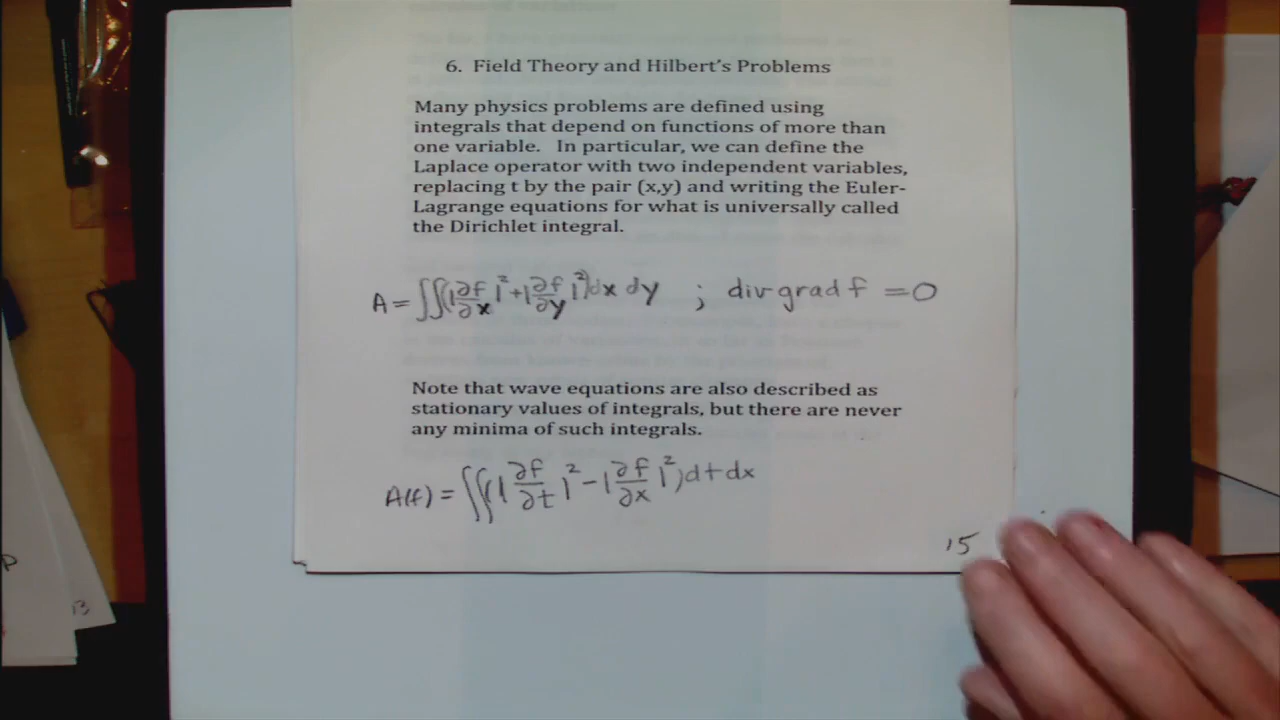 6. Field Theory and Hilbert's Problems
Many physics problems are defined using
integrals that depend on functions of more than
one variable. In particular, we can define the
Laplace operator with two independent variables,
replacing t by the pair (x,y) and writing the Euler-
Lagrange equations for what is universally called
the Dirichlet integral.
A = ∫∫(|∂f/∂x|² + |∂f/∂y|²)dx dy ; div grad f = 0
Note that wave equations are also described as
stationary values of integrals, but there are never
any minima of such integrals.
A(f) = ∫∫(|∂f/∂t|² - |∂f/∂x|²)dt dx
15
13
P